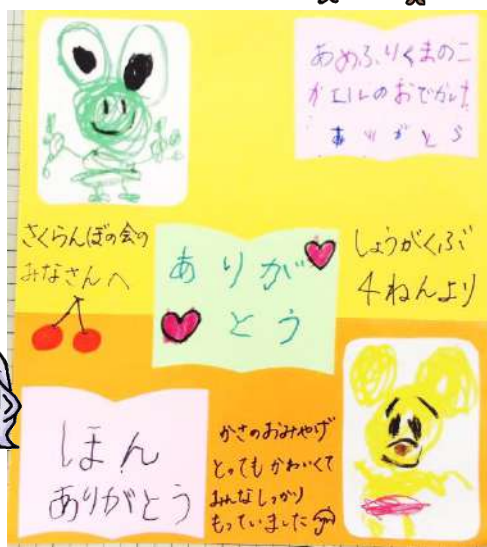 あめふりくまのこ
カエルのおでかけ
ありがとう
さくらんぼの会の
みなさんへ
ありが
とう
しょうがくぶ
4ねんより
ほん
ありがとう
かさのおみやげ
とってもかわいくて
みんなしっかり
もっていました